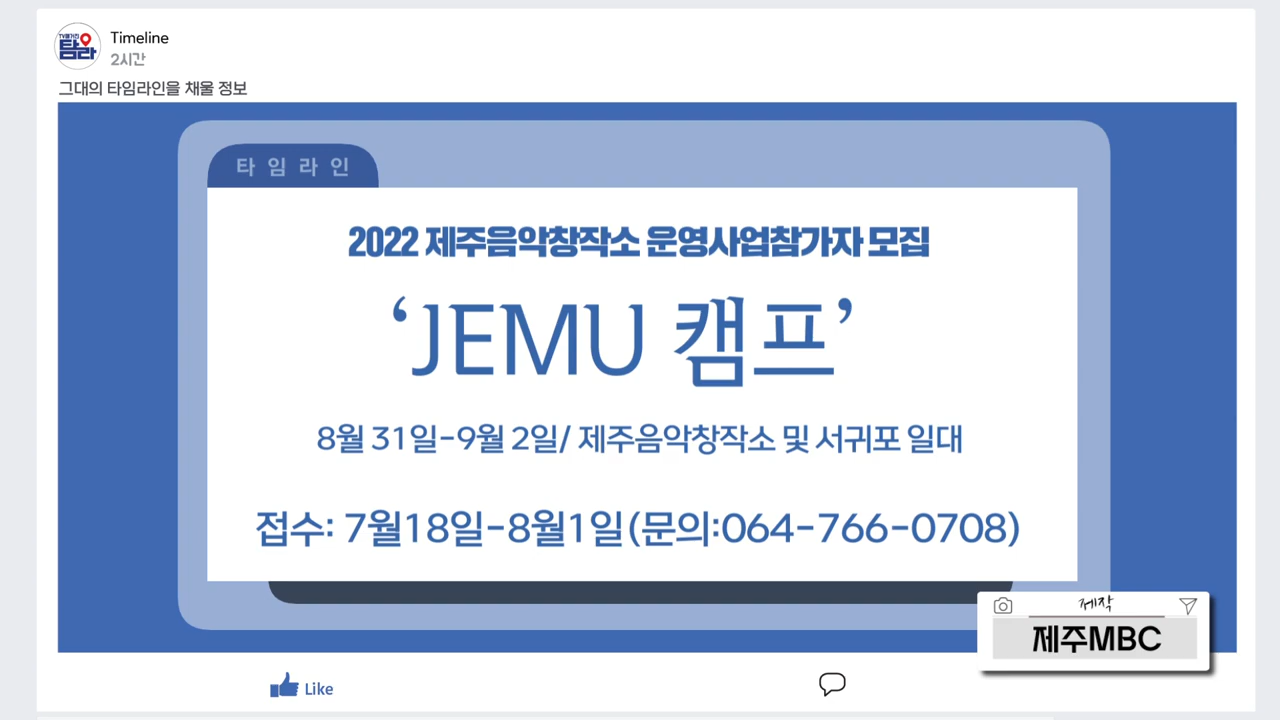 TV매거진
탐라
Timeline
2시간
그대의 타임라인을 채울 정보
타임라인
2022 제주음악창작소 운영사업참가자 모집
‘JEMU 캠프’
8월 31일-9월 2일/ 제주음악창작소 및 서귀포 일대
접수: 7월18일-8월1일(문의:064-766-0708)
제작
제주MBC
Like